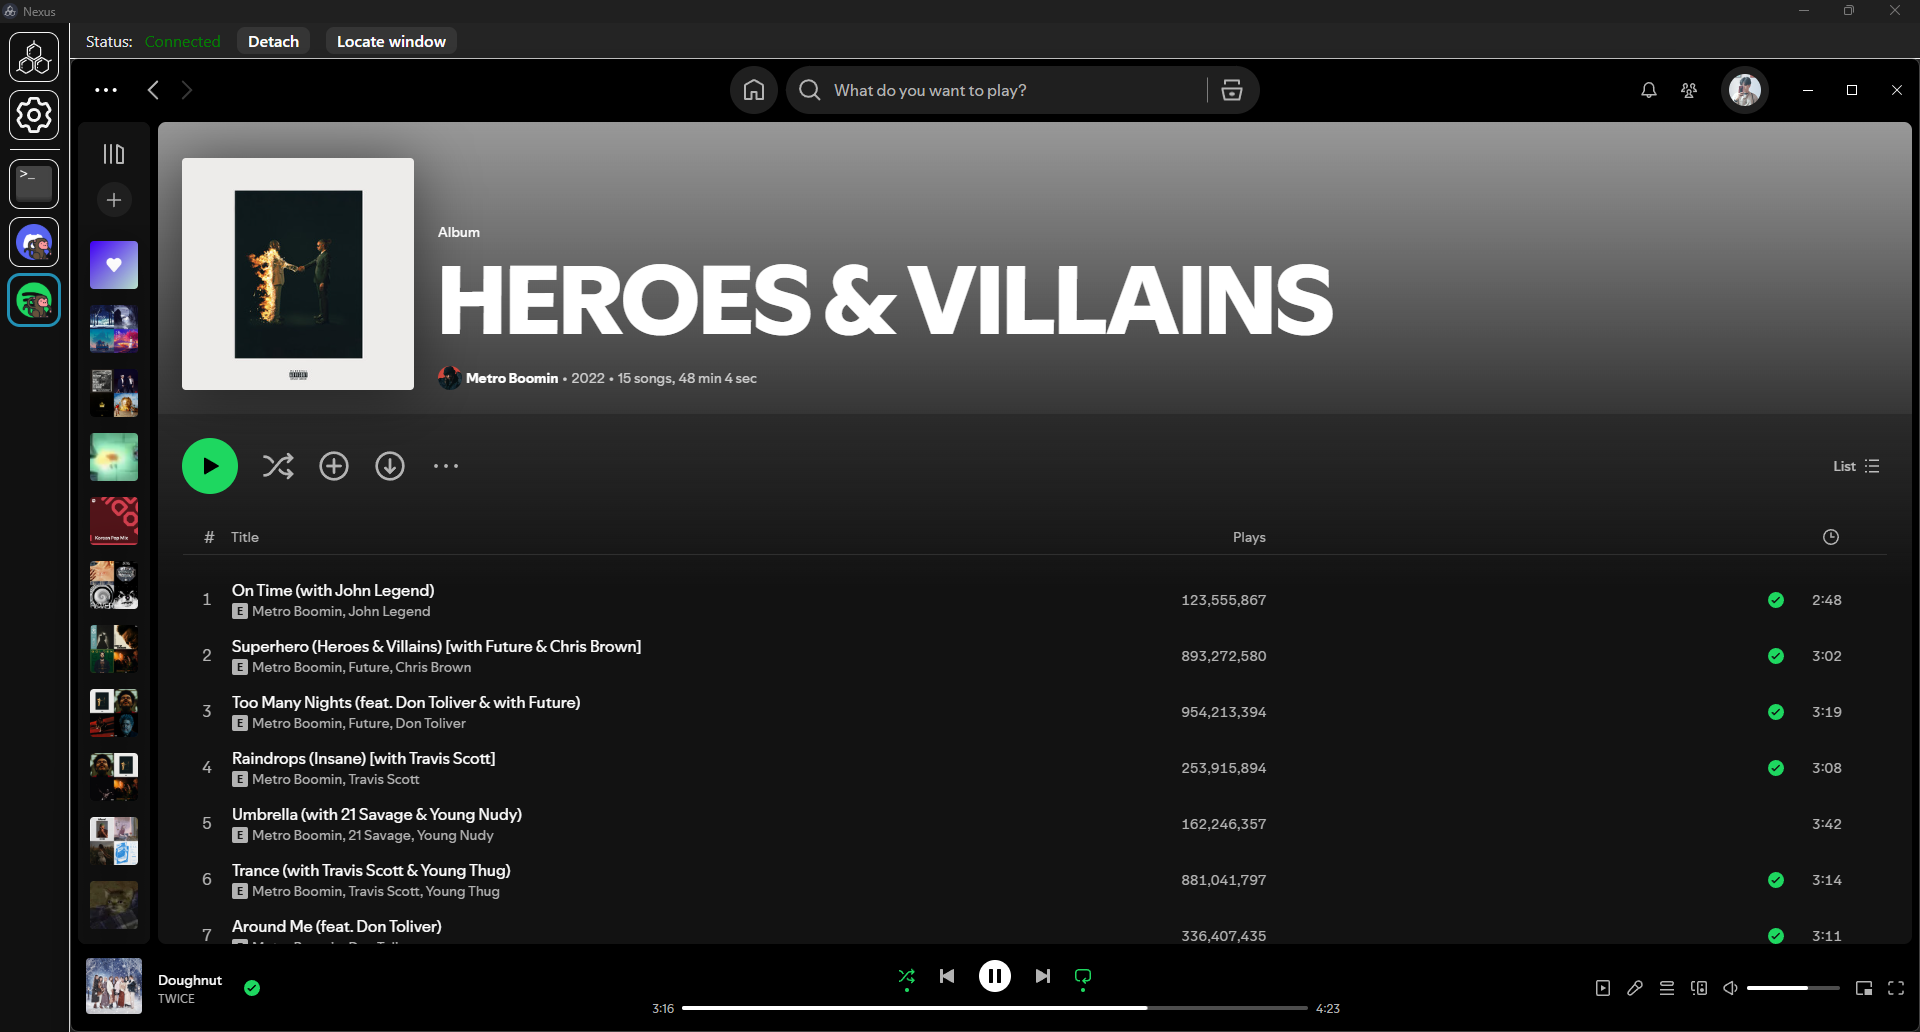 Nexus
Status: Connected Detach Locate window
What do you want to play?
>_
Album
HEROES & VILLAINS
Metro Boomin • 2022 • 15 songs, 48 min 4 sec
List
# Title Plays
1 On Time (with John Legend) 123,555,867 2:48
E Metro Boomin, John Legend
2 Superhero (Heroes & Villains) [with Future & Chris Brown] 893,272,580 3:02
E Metro Boomin, Future, Chris Brown
3 Too Many Nights (feat. Don Toliver & with Future) 954,213,394 3:19
E Metro Boomin, Future, Don Toliver
4 Raindrops (Insane) [with Travis Scott] 253,915,894 3:08
E Metro Boomin, Travis Scott
5 Umbrella (with 21 Savage & Young Nudy) 162,246,357 3:42
E Metro Boomin, 21 Savage, Young Nudy
6 Trance (with Travis Scott & Young Thug) 881,041,797 3:14
E Metro Boomin, Travis Scott, Young Thug
7 Around Me (feat. Don Toliver) 336,407,435 3:11
Korean Pop Mix
Doughnut
TWICE
3:16 4:23